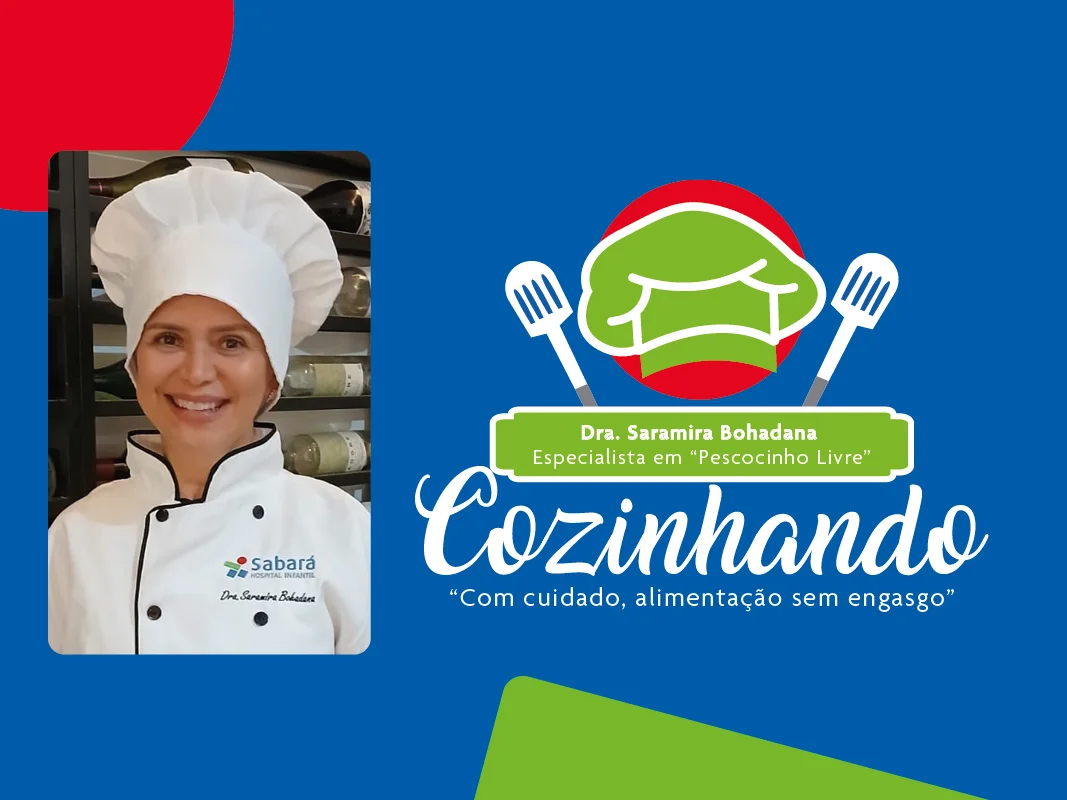 Sabará
HOSPITAL INFANTIL
Dra. Saramira Bohadana
Dra. Saramira Bohadana
Especialista em “Pescocinho Livre”
Cozinhando
“Com cuidado, alimentação sem engasgo”